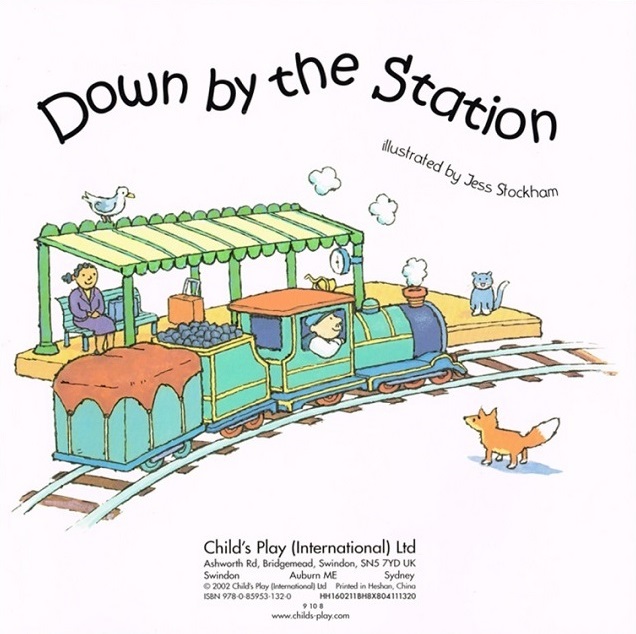 Down by the Station
illustrated by Jess Stockham
Child's Play (International) Ltd
Ashworth Rd, Bridgemead, Swindon, SN5 7YD UK
Swindon Auburn ME Sydney
© 2002 Child's Play (International) Ltd Printed in Heshan, China
ISBN 978-0-85953-132-0 HH160211BH8X804111320
9 10 8
www.childs-play.com